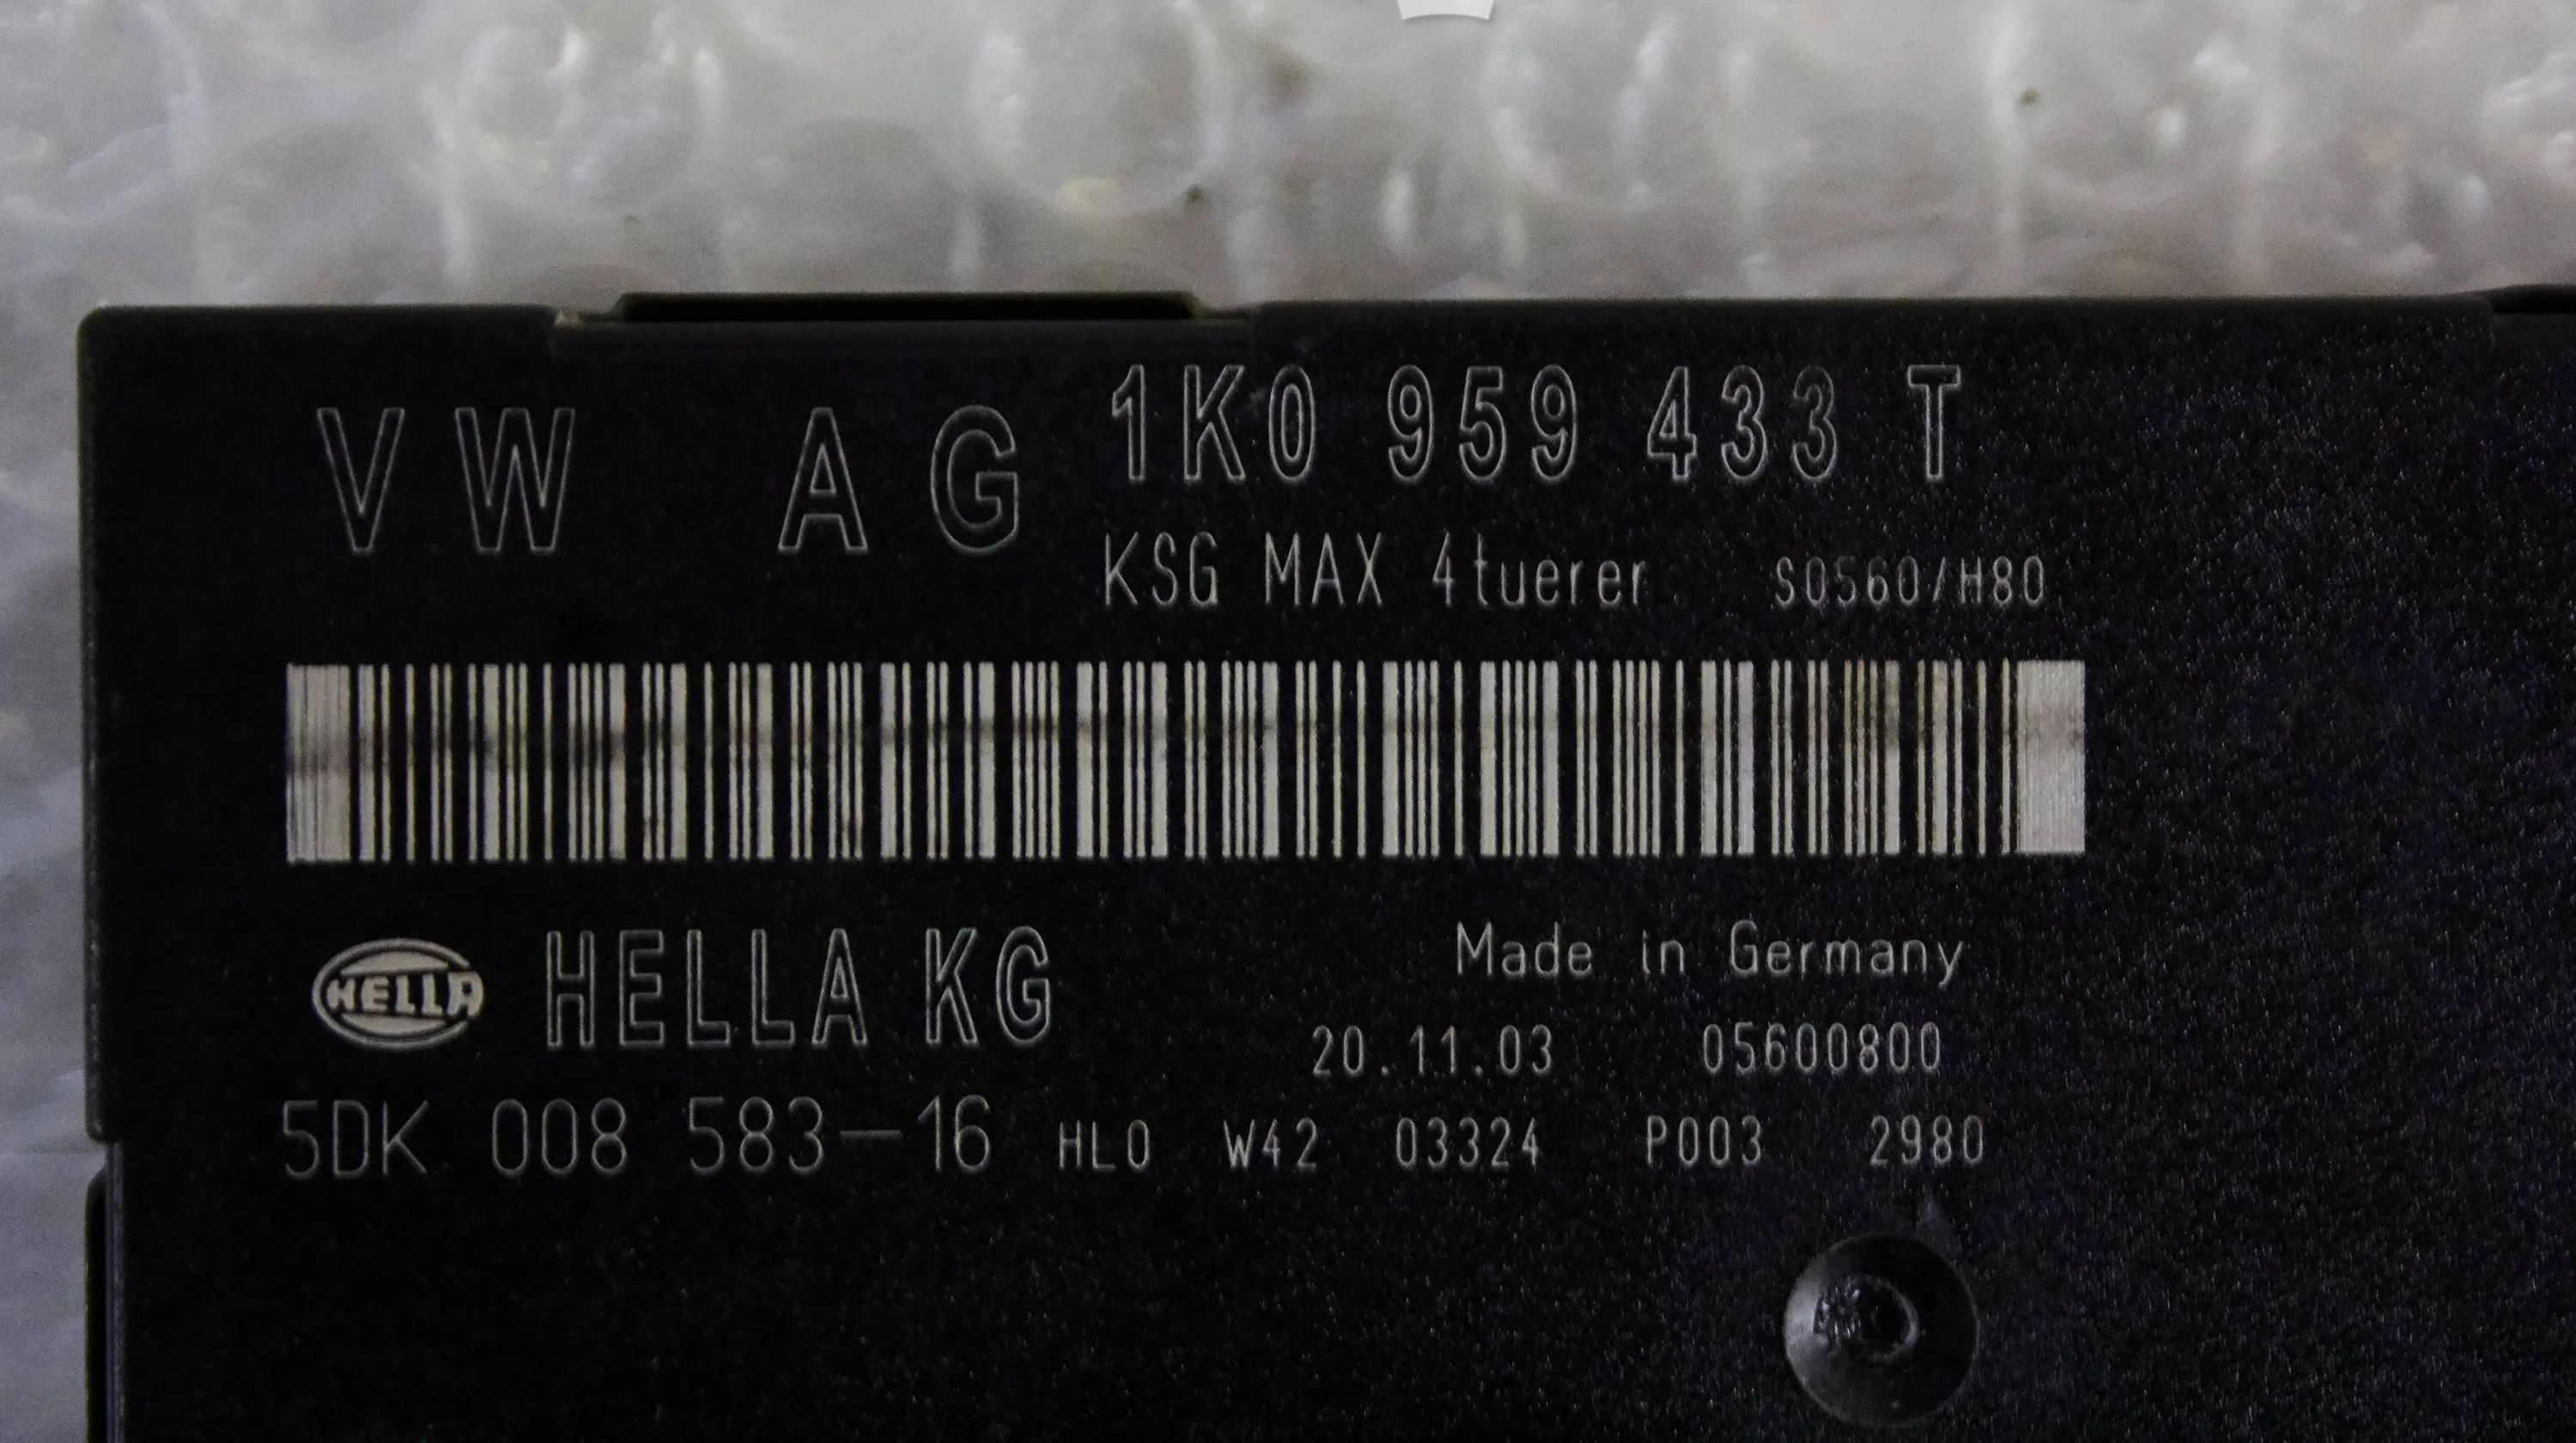 VW AG 1K0 959 433 T
KSG MAX 4tuerer S0560/H80
HELLA HELLA KG
Made in Germany
20.11.03 05600800
5DK 008 583-16 HL0 W42 03324 P003 2980